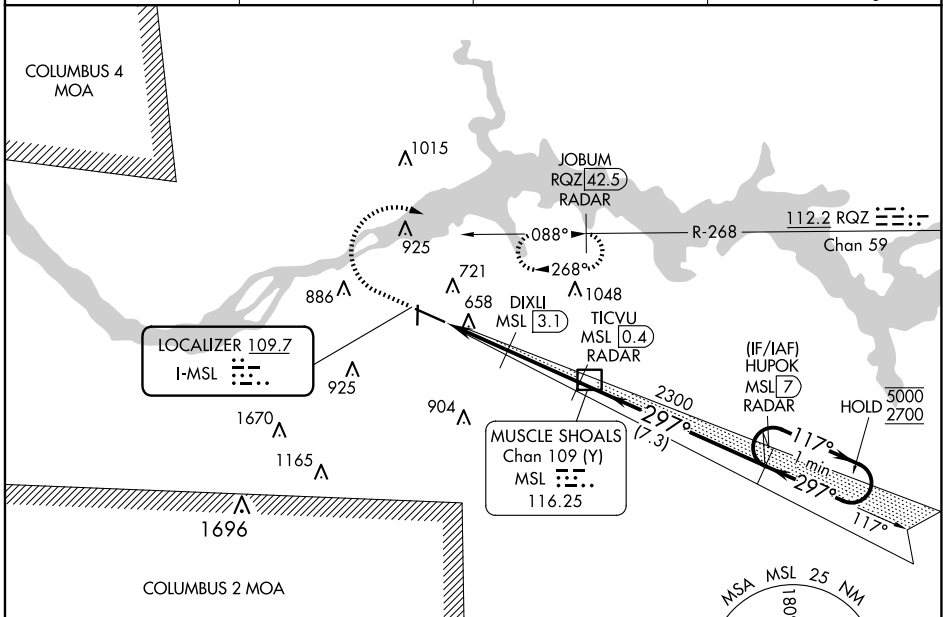 COLUMBUS 4
MOA
1015
JOBUM
RQZ 42.5
RADAR
112.2 RQZ
Chan 59
925
088°
R-268
268°
886
721
1048
658
DIXLI
MSL 3.1
TICVU
MSL 0.4
RADAR
LOCALIZER 109.7
I-MSL
925
(IF/IAF)
HUPOK
MSL 7
RADAR
HOLD 5000
2700
2300
297°
(7.3)
904
1670
1165
MUSCLE SHOALS
Chan 109 (Y)
MSL
116.25
117°
1 min
297°
117°
1696
COLUMBUS 2 MOA
MSA MSL 25 NM
180°